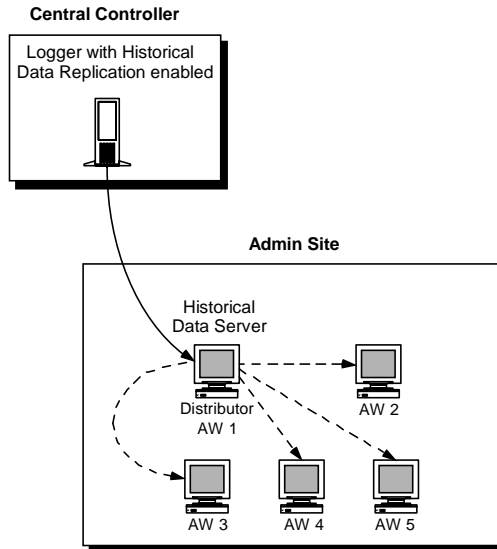 Central Controller
Logger with Historical
Data Replication enabled
Admin Site
Historical
Data Server
Distributor
AW 1
AW 2
AW 3
AW 4
AW 5